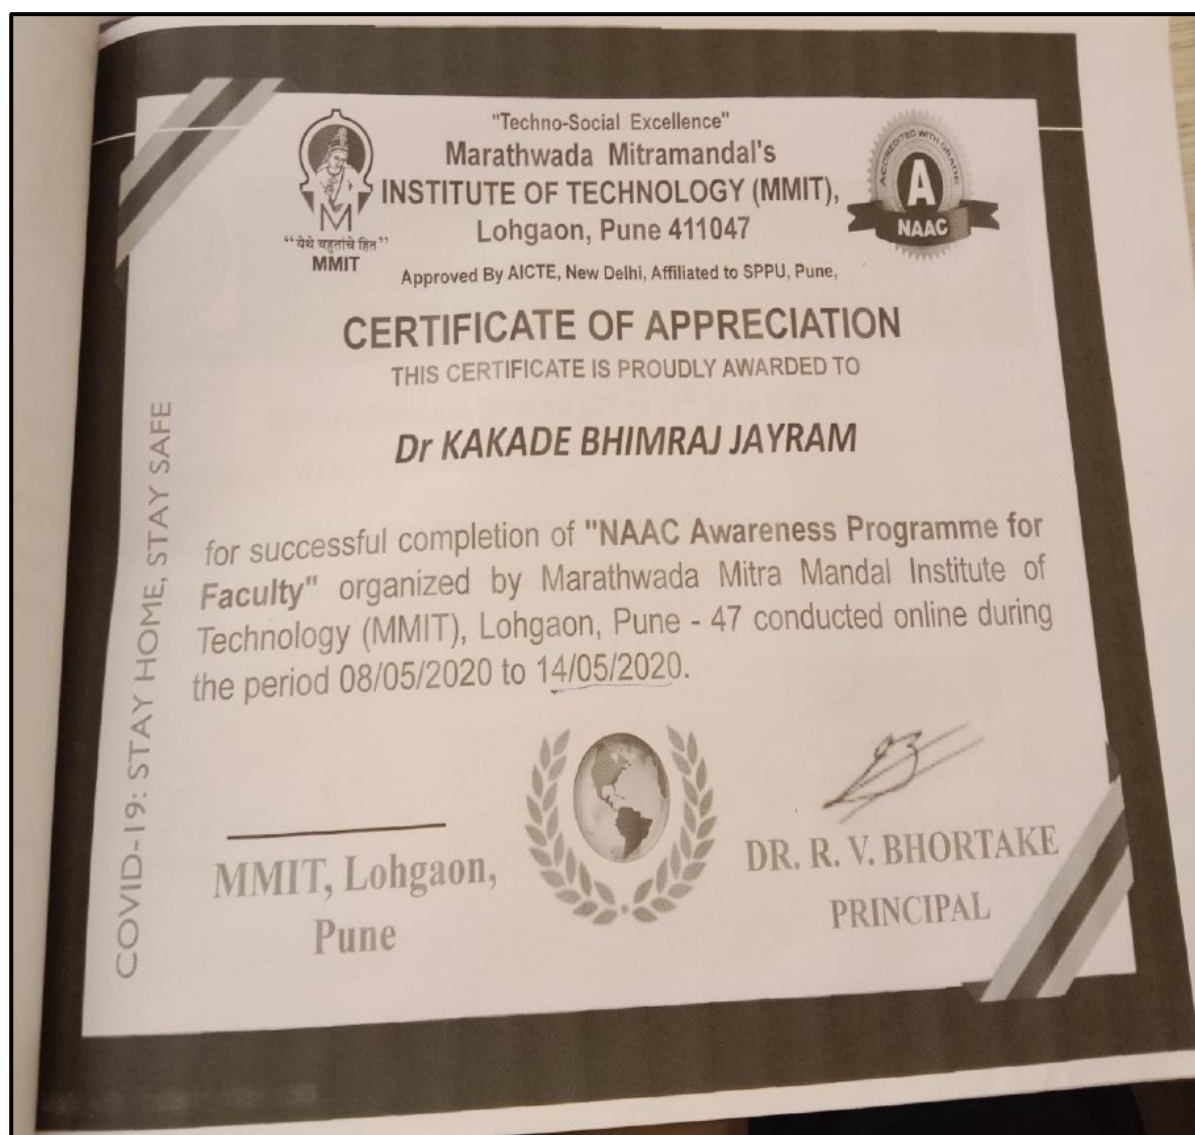 "Techno-Social Excellence"
Marathwada Mitramandal's
INSTITUTE OF TECHNOLOGY (MMIT),
Lohgaon, Pune 411047
Approved By AICTE, New Delhi, Affiliated to SPPU, Pune,
M
“येथे बहुतांचे हित”
MMIT
ACCREDITED WITH GRADE
A
NAAC
CERTIFICATE OF APPRECIATION
THIS CERTIFICATE IS PROUDLY AWARDED TO
Dr KAKADE BHIMRAJ JAYRAM
for successful completion of "NAAC Awareness Programme for
Faculty" organized by Marathwada Mitra Mandal Institute of
Technology (MMIT), Lohgaon, Pune - 47 conducted online during
the period 08/05/2020 to 14/05/2020.
COVID-19: STAY HOME, STAY SAFE
MMIT, Lohgaon,
Pune
DR. R. V. BHORTAKE
PRINCIPAL